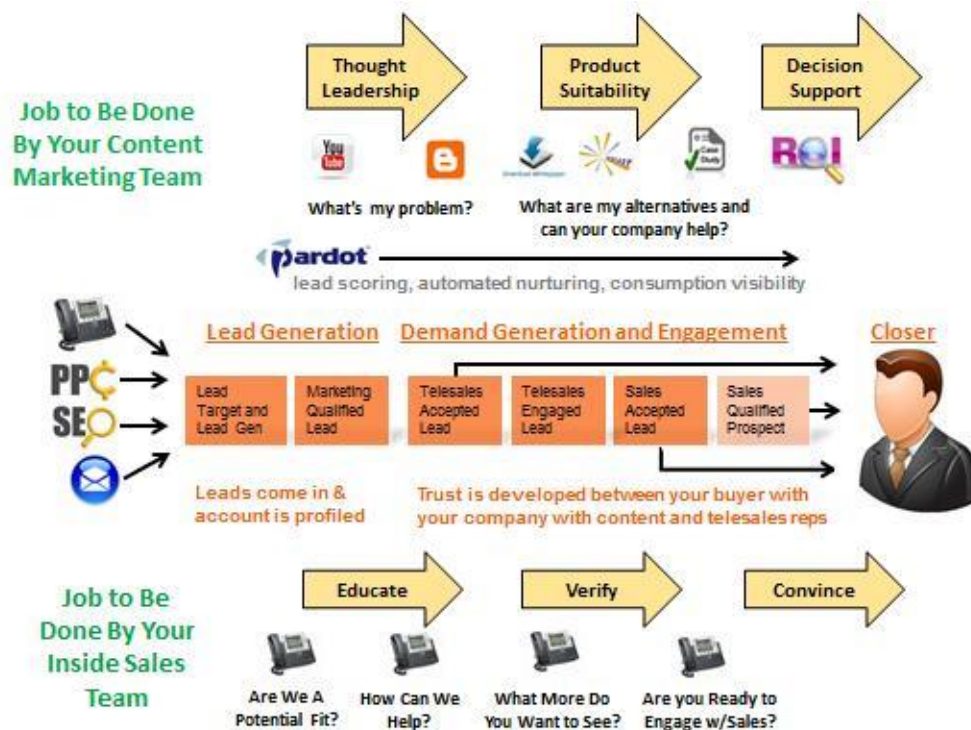 Thought
Leadership
Product
Suitability
Decision
Support
Job to Be Done
By Your Content
Marketing Team
You
Tube
Case
Study
ROI
What's my problem?
What are my alternatives and
can your company help?
Pardot
lead scoring, automated nurturing, consumption visibility
Lead Generation
Demand Generation and Engagement
Closer
PPC
SEO
Lead
Target and
Lead Gen
Marketing
Qualified
Lead
Telesales
Accepted
Lead
Telesales
Engaged
Lead
Sales
Accepted
Lead
Sales
Qualified
Prospect
Leads come in &
account is profiled
Trust is developed between your buyer with
your company with content and telesales reps
Job to Be
Done By Your
Inside Sales
Team
Educate
Verify
Convince
Are We A
Potential Fit?
How Can We
Help?
What More Do
You Want to See?
Are you Ready to
Engage w/Sales?